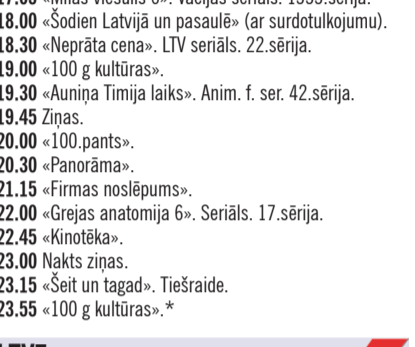 18.00 «Šodien Latvijā un pasaulē» (ar surdotulkojumu).
18.30 «Neprāta cena». LTV seriāls. 22.sērija.
19.00 «100 g kultūras».
19.30 «Auniņa Timija laiks». Anim. f. ser. 42.sērija.
19.45 Ziņas.
20.00 «100.pants».
20.30 «Panorāma».
21.15 «Firmas noslēpums».
22.00 «Grejas anatomija 6». Seriāls. 17.sērija.
22.45 «Kinotēka».
23.00 Nakts ziņas.
23.15 «Šeit un tagad». Tiešraide.
23.55 «100 g kultūras».*